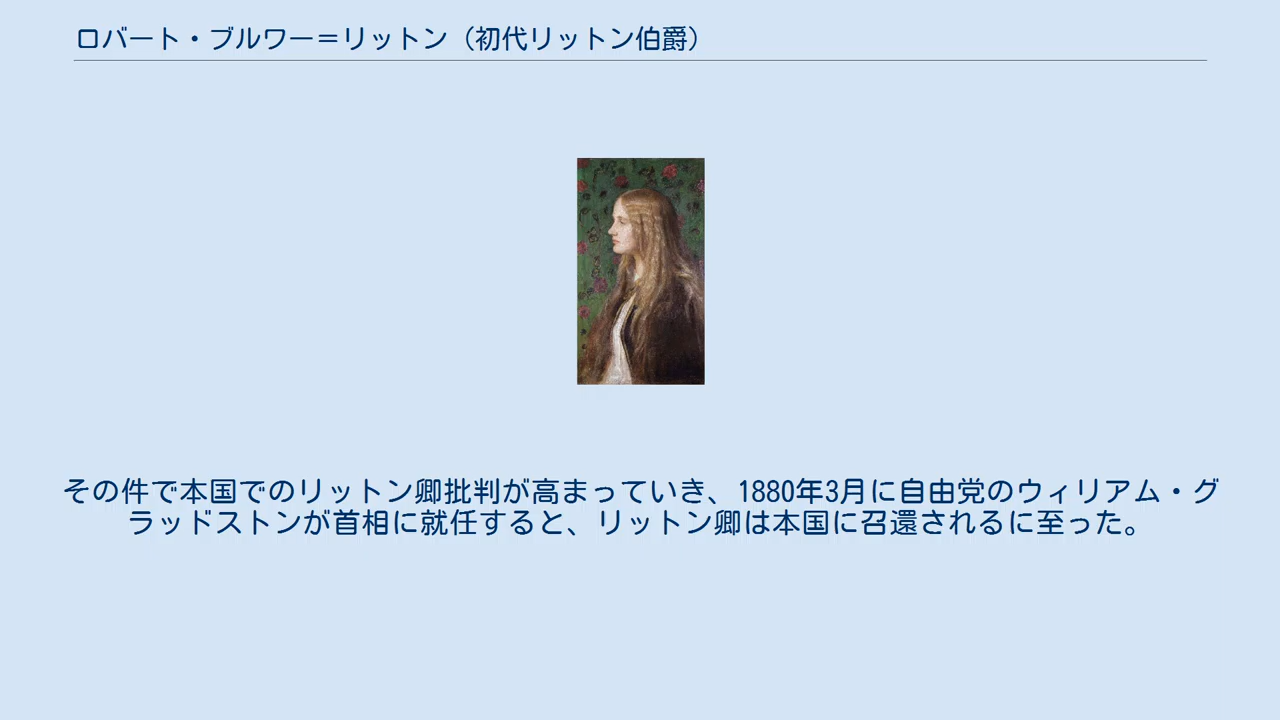 ロバート・ブルワー＝リットン（初代リットン伯爵）
その件で本国でのリットン卿批判が高まっていき、1880年3月に自由党のウィリアム・グ
ラッドストンが首相に就任すると、リットン卿は本国に召還されるに至った。